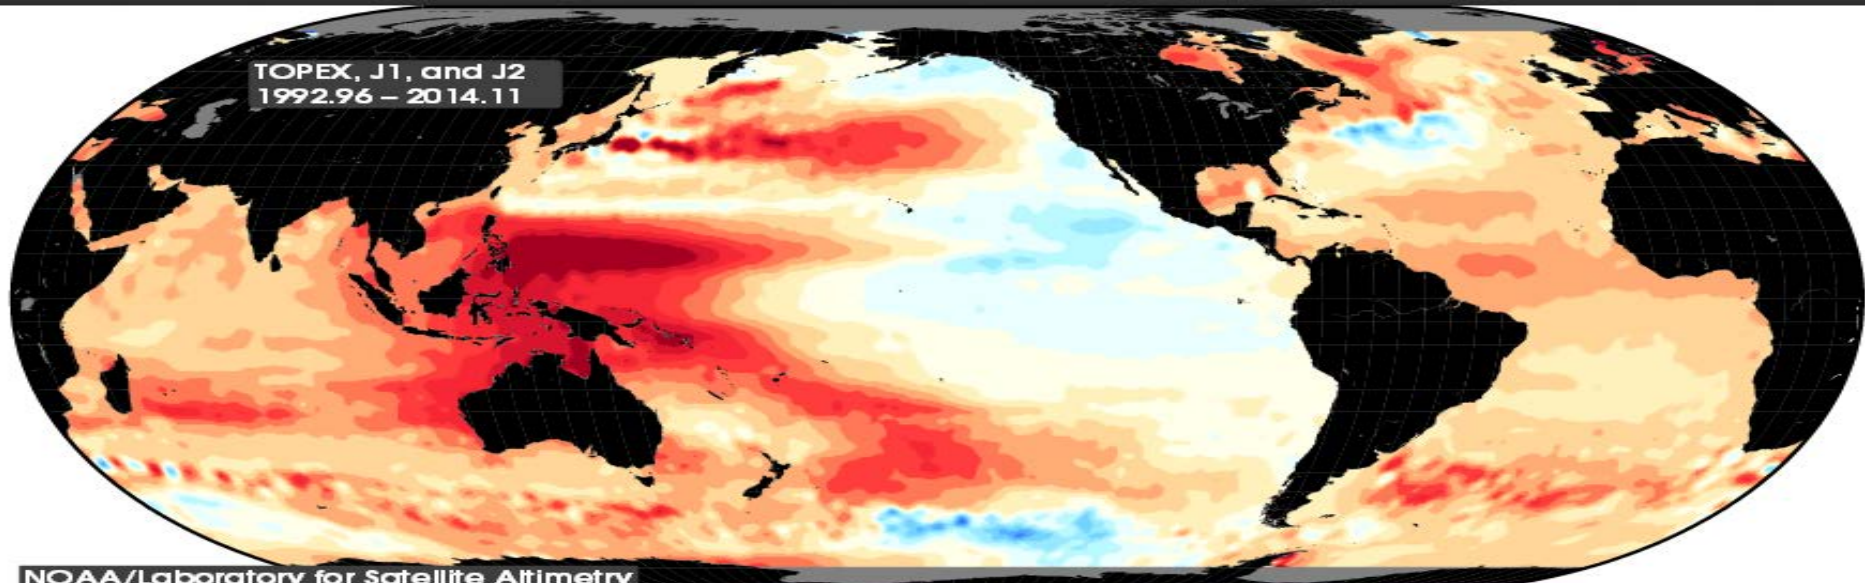 TOPEX, J1, and J2
1992.96 – 2014.11
NOAA/Laboratory for Satellite Altimetry